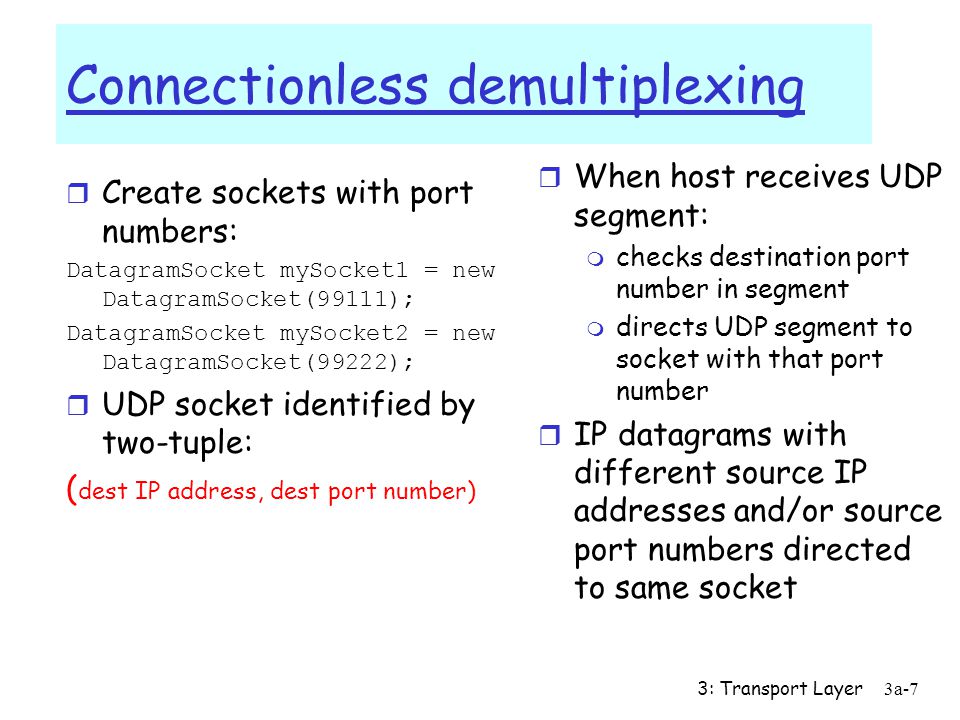 Connectionless demultiplexing
Create sockets with port
numbers:
DatagramSocket mySocket1 = new
DatagramSocket(99111);
DatagramSocket mySocket2 = new
DatagramSocket(99222);
UDP socket identified by
two-tuple:
(dest IP address, dest port number)
When host receives UDP
segment:
checks destination port
number in segment
directs UDP segment to
socket with that port
number
IP datagrams with
different source IP
addresses and/or source
port numbers directed
to same socket
3: Transport Layer 3a-7